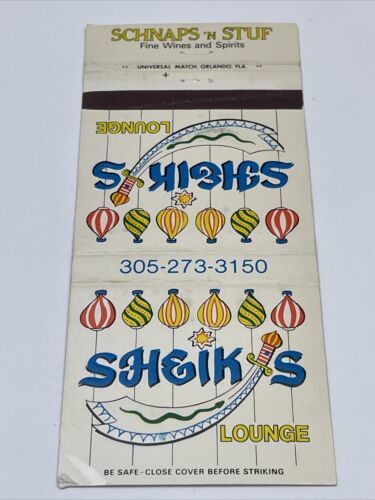 SCHNAPS 'N STUF
Fine Wines and Spirits
UNIVERSAL MATCH, ORLANDO, FLA.
LOUNGE
SHEIK'S
305-273-3150
SHEIK'S
LOUNGE
BE SAFE - CLOSE COVER BEFORE STRIKING